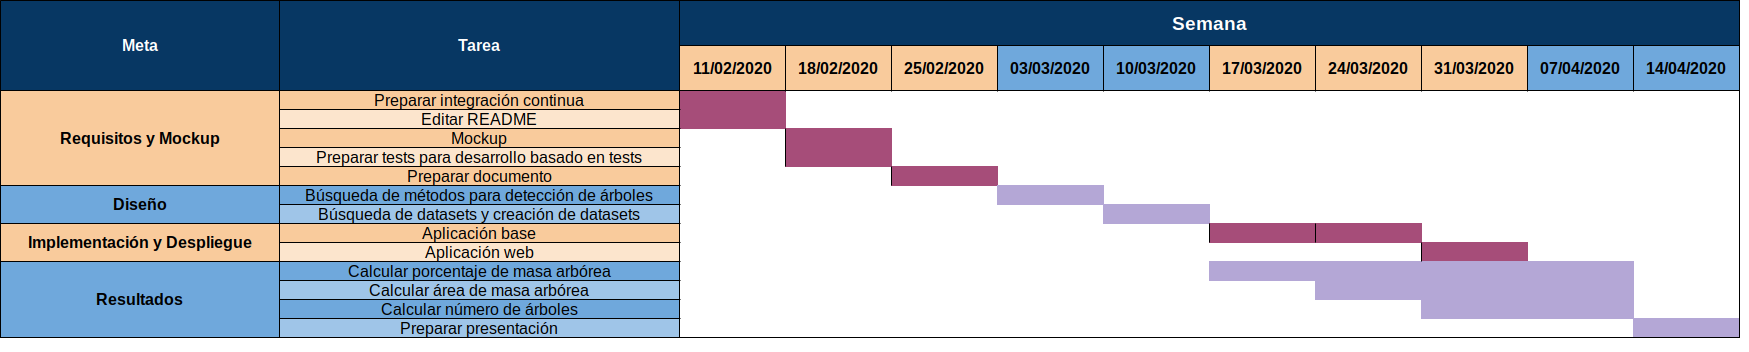 Meta
Tarea
Semana
11/02/2020
18/02/2020
25/02/2020
03/03/2020
10/03/2020
17/03/2020
24/03/2020
31/03/2020
07/04/2020
14/04/2020
Requisitos y Mockup
Preparar integración continua
Editar README
Mockup
Preparar tests para desarrollo basado en tests
Preparar documento
Diseño
Búsqueda de métodos para detección de árboles
Búsqueda de datasets y creación de datasets
Implementación y Despliegue
Aplicación base
Aplicación web
Resultados
Calcular porcentaje de masa arbórea
Calcular área de masa arbórea
Calcular número de árboles
Preparar presentación